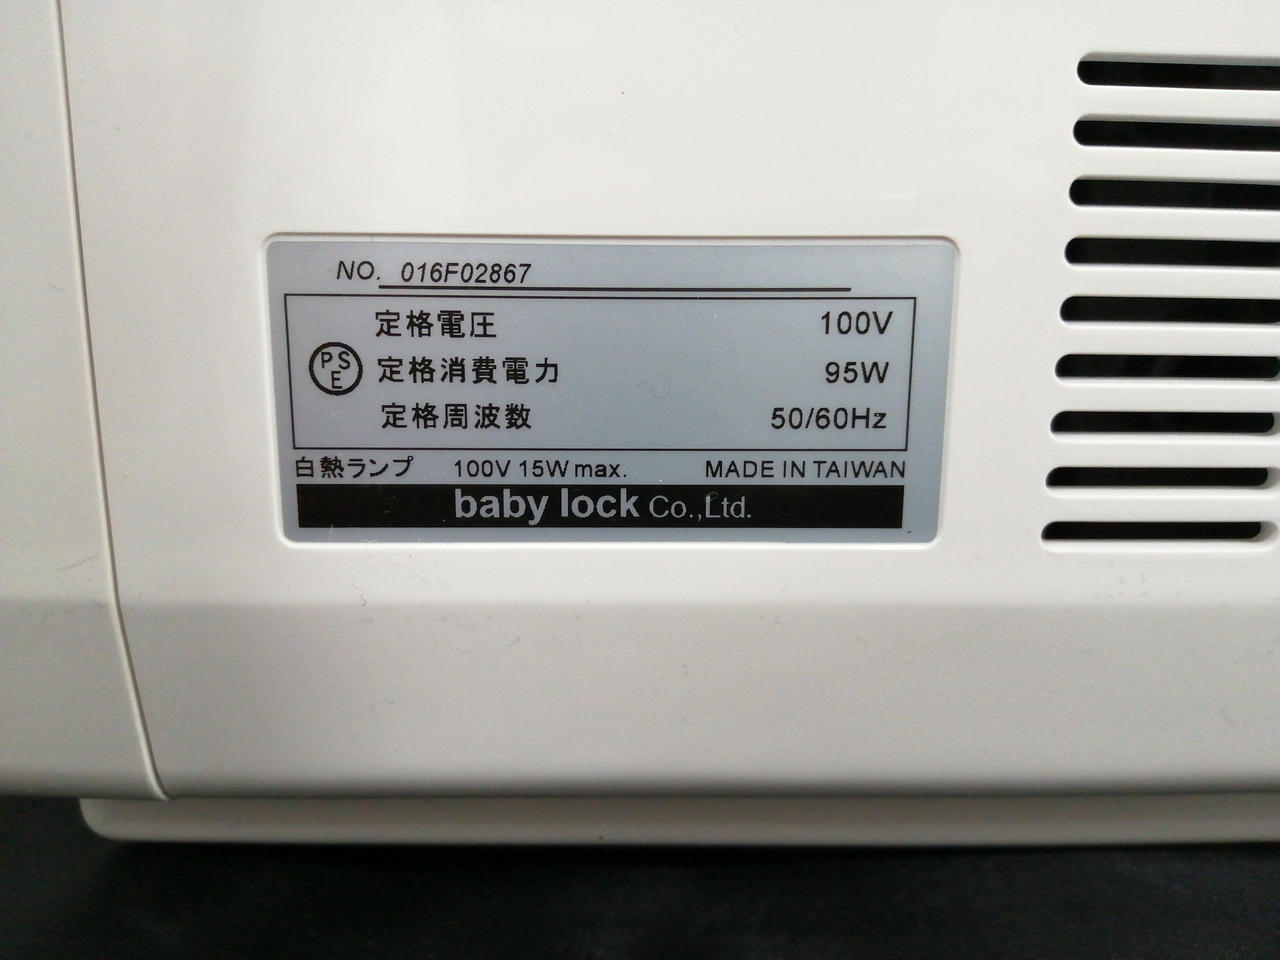 NO. 016F02867
定格電圧 100V
PSE
定格消費電力 95W
定格周波数 50/60Hz
白熱ランプ 100V 15W max. MADE IN TAIWAN
baby lock Co.,Ltd.